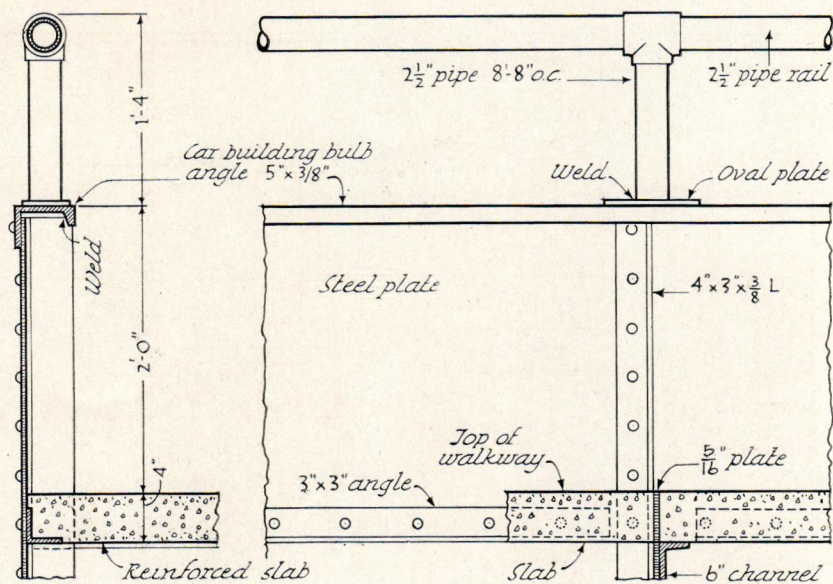 1'-4"
2½" pipe 8'-8" o.c.
2½" pipe rail
Car building bulb
angle 5" x 3/8"
Weld
Oval plate
Weld
Steel plate
4" x 3" x 3/8 L
2'-0"
Top of
walkway
5/16" plate
4"
3" x 3" angle
Reinforced slab
Slab
6" channel